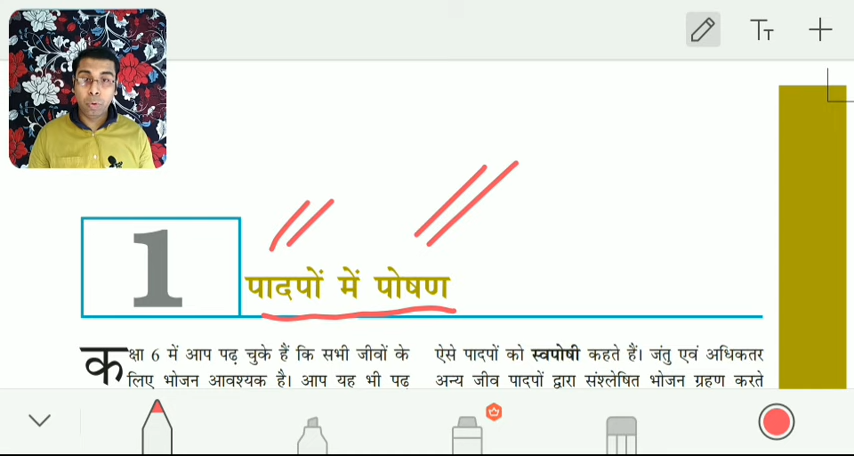 1
पादपों में पोषण
कक्षा 6 में आप पढ़ चुके हैं कि सभी जीवों के
लिए भोजन आवश्यक है। आप यह भी पढ़
ऐसे पादपों को स्वपोषी कहते हैं। जंतु एवं अधिकतर
अन्य जीव पादपों द्वारा संश्लेषित भोजन ग्रहण करते